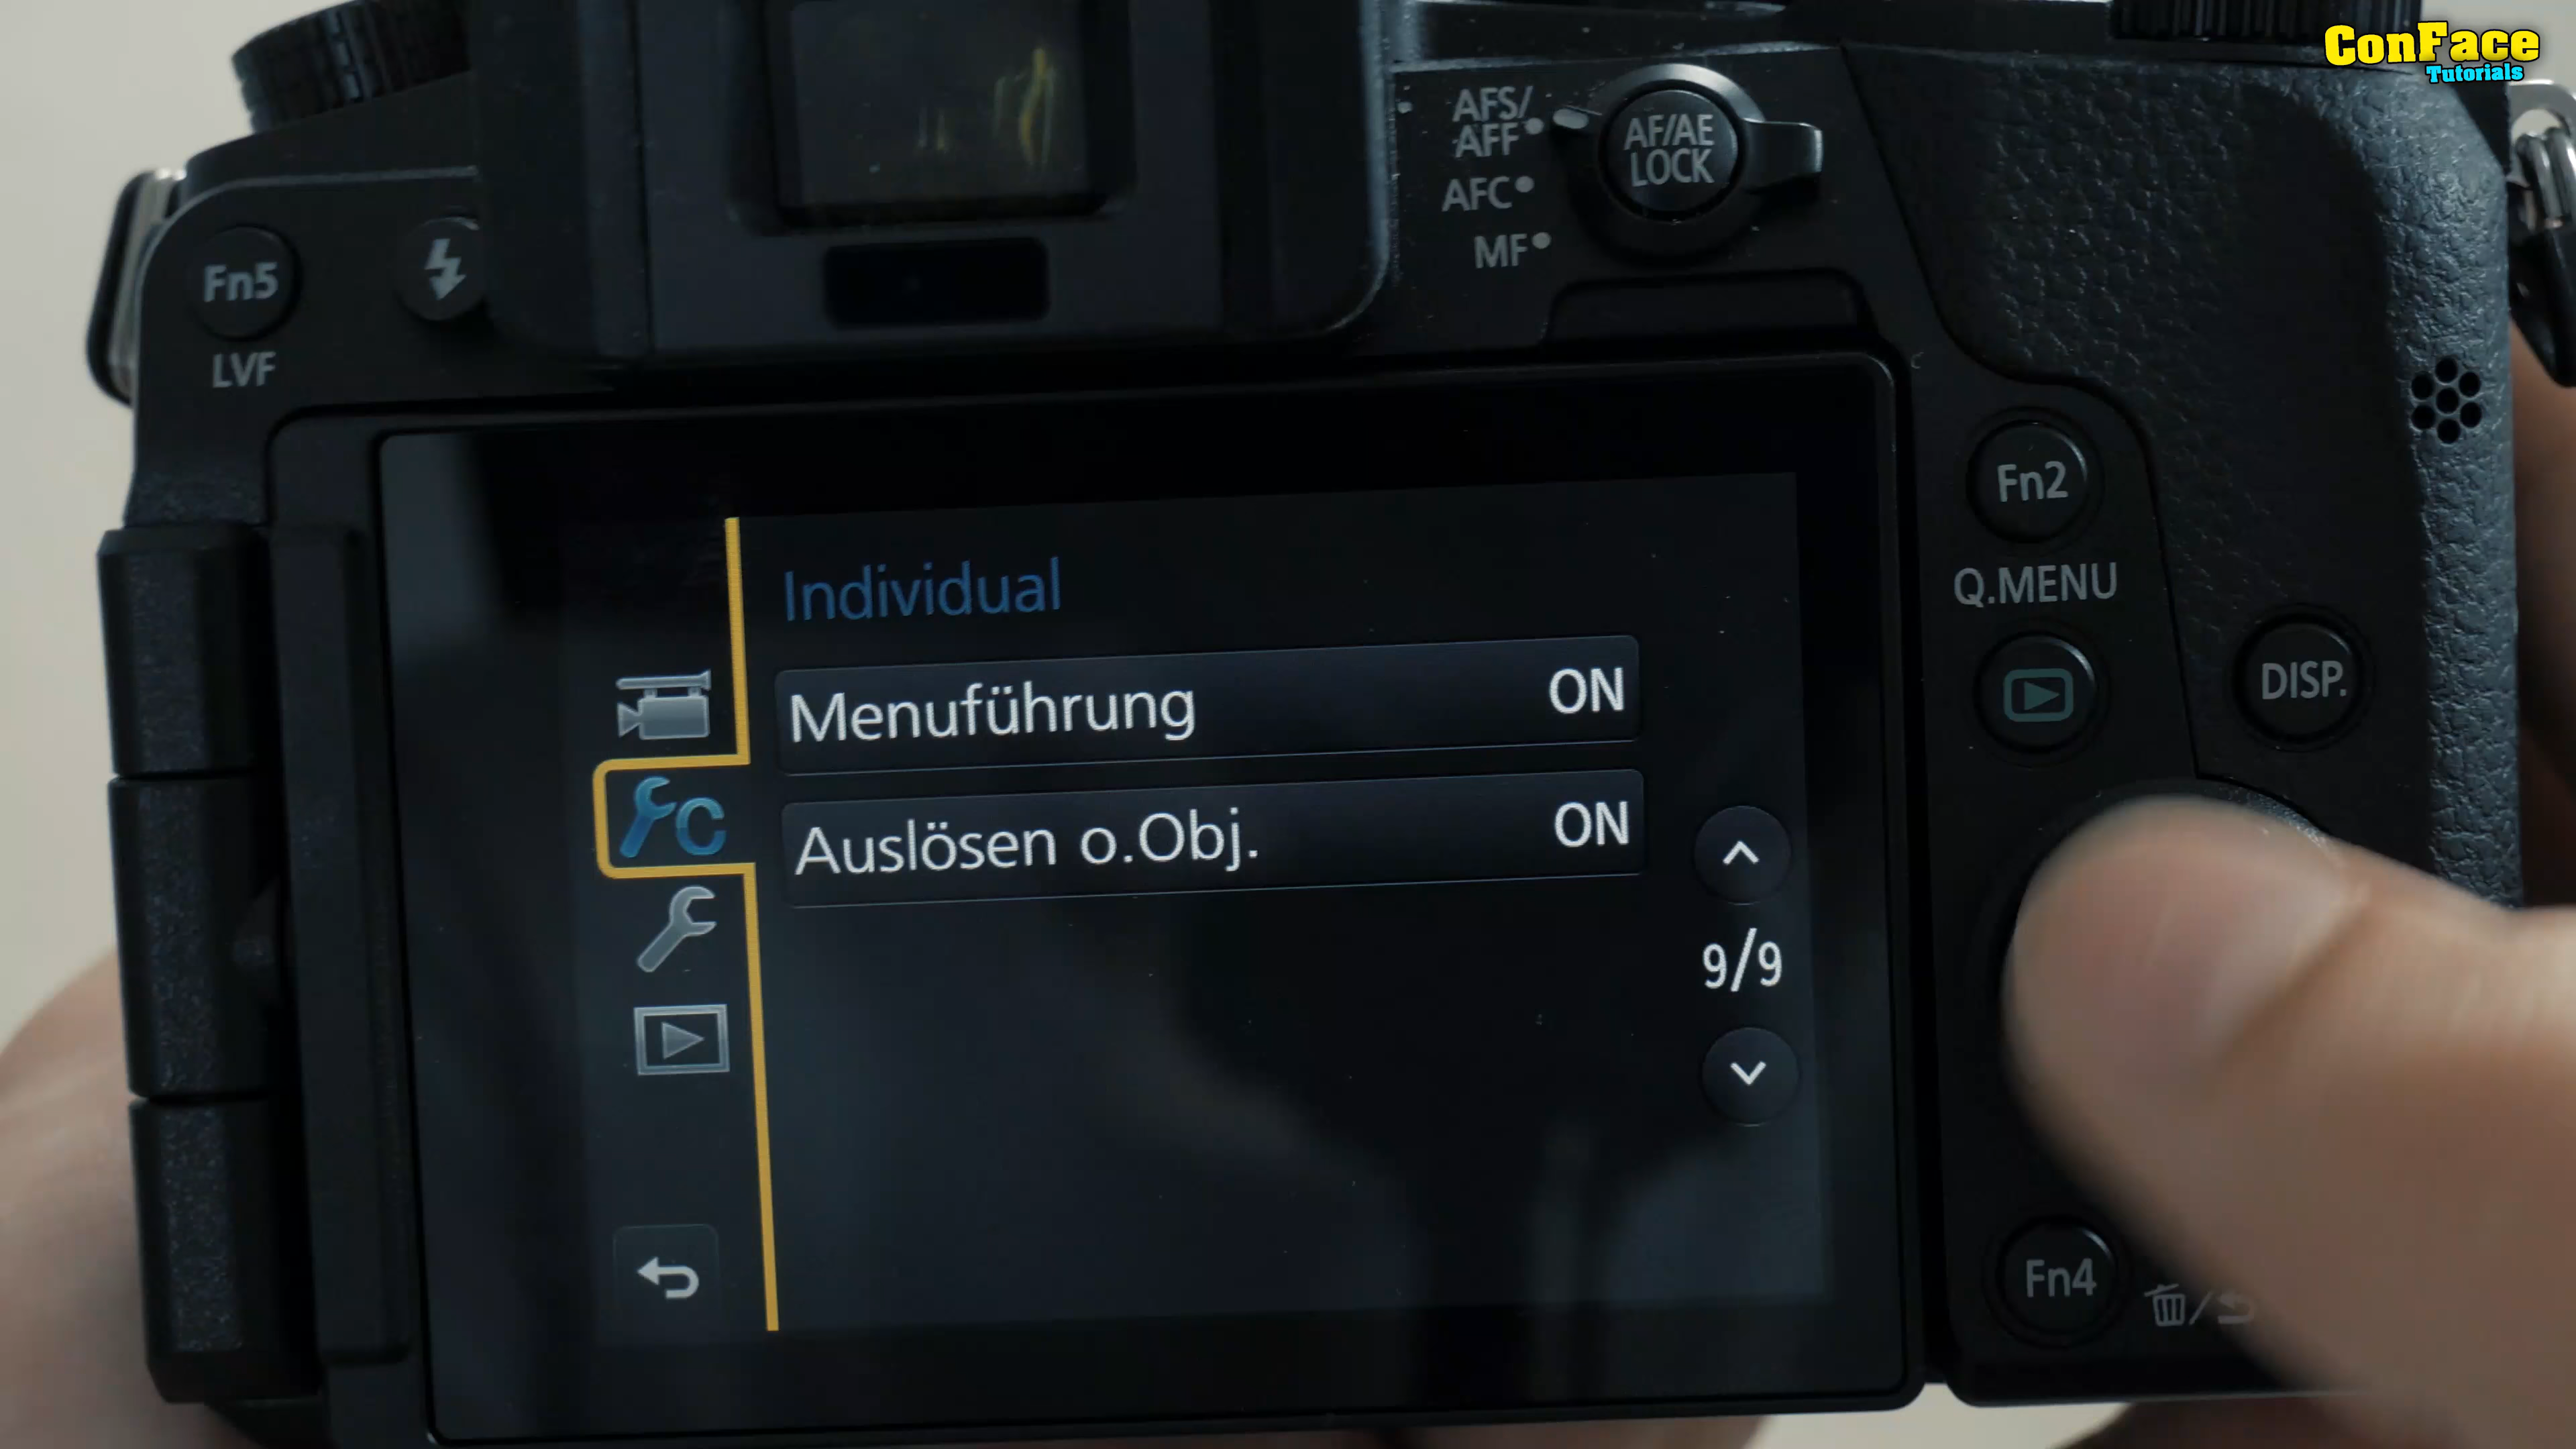 ConFace
Tutorials
AFS/
AFF
AFC
MF
AF/AE
LOCK
Fn5
LVF
Fn2
Q.MENU
DISP.
Individual
Menuführung ON
Auslösen o.Obj. ON
C
9/9
Fn4